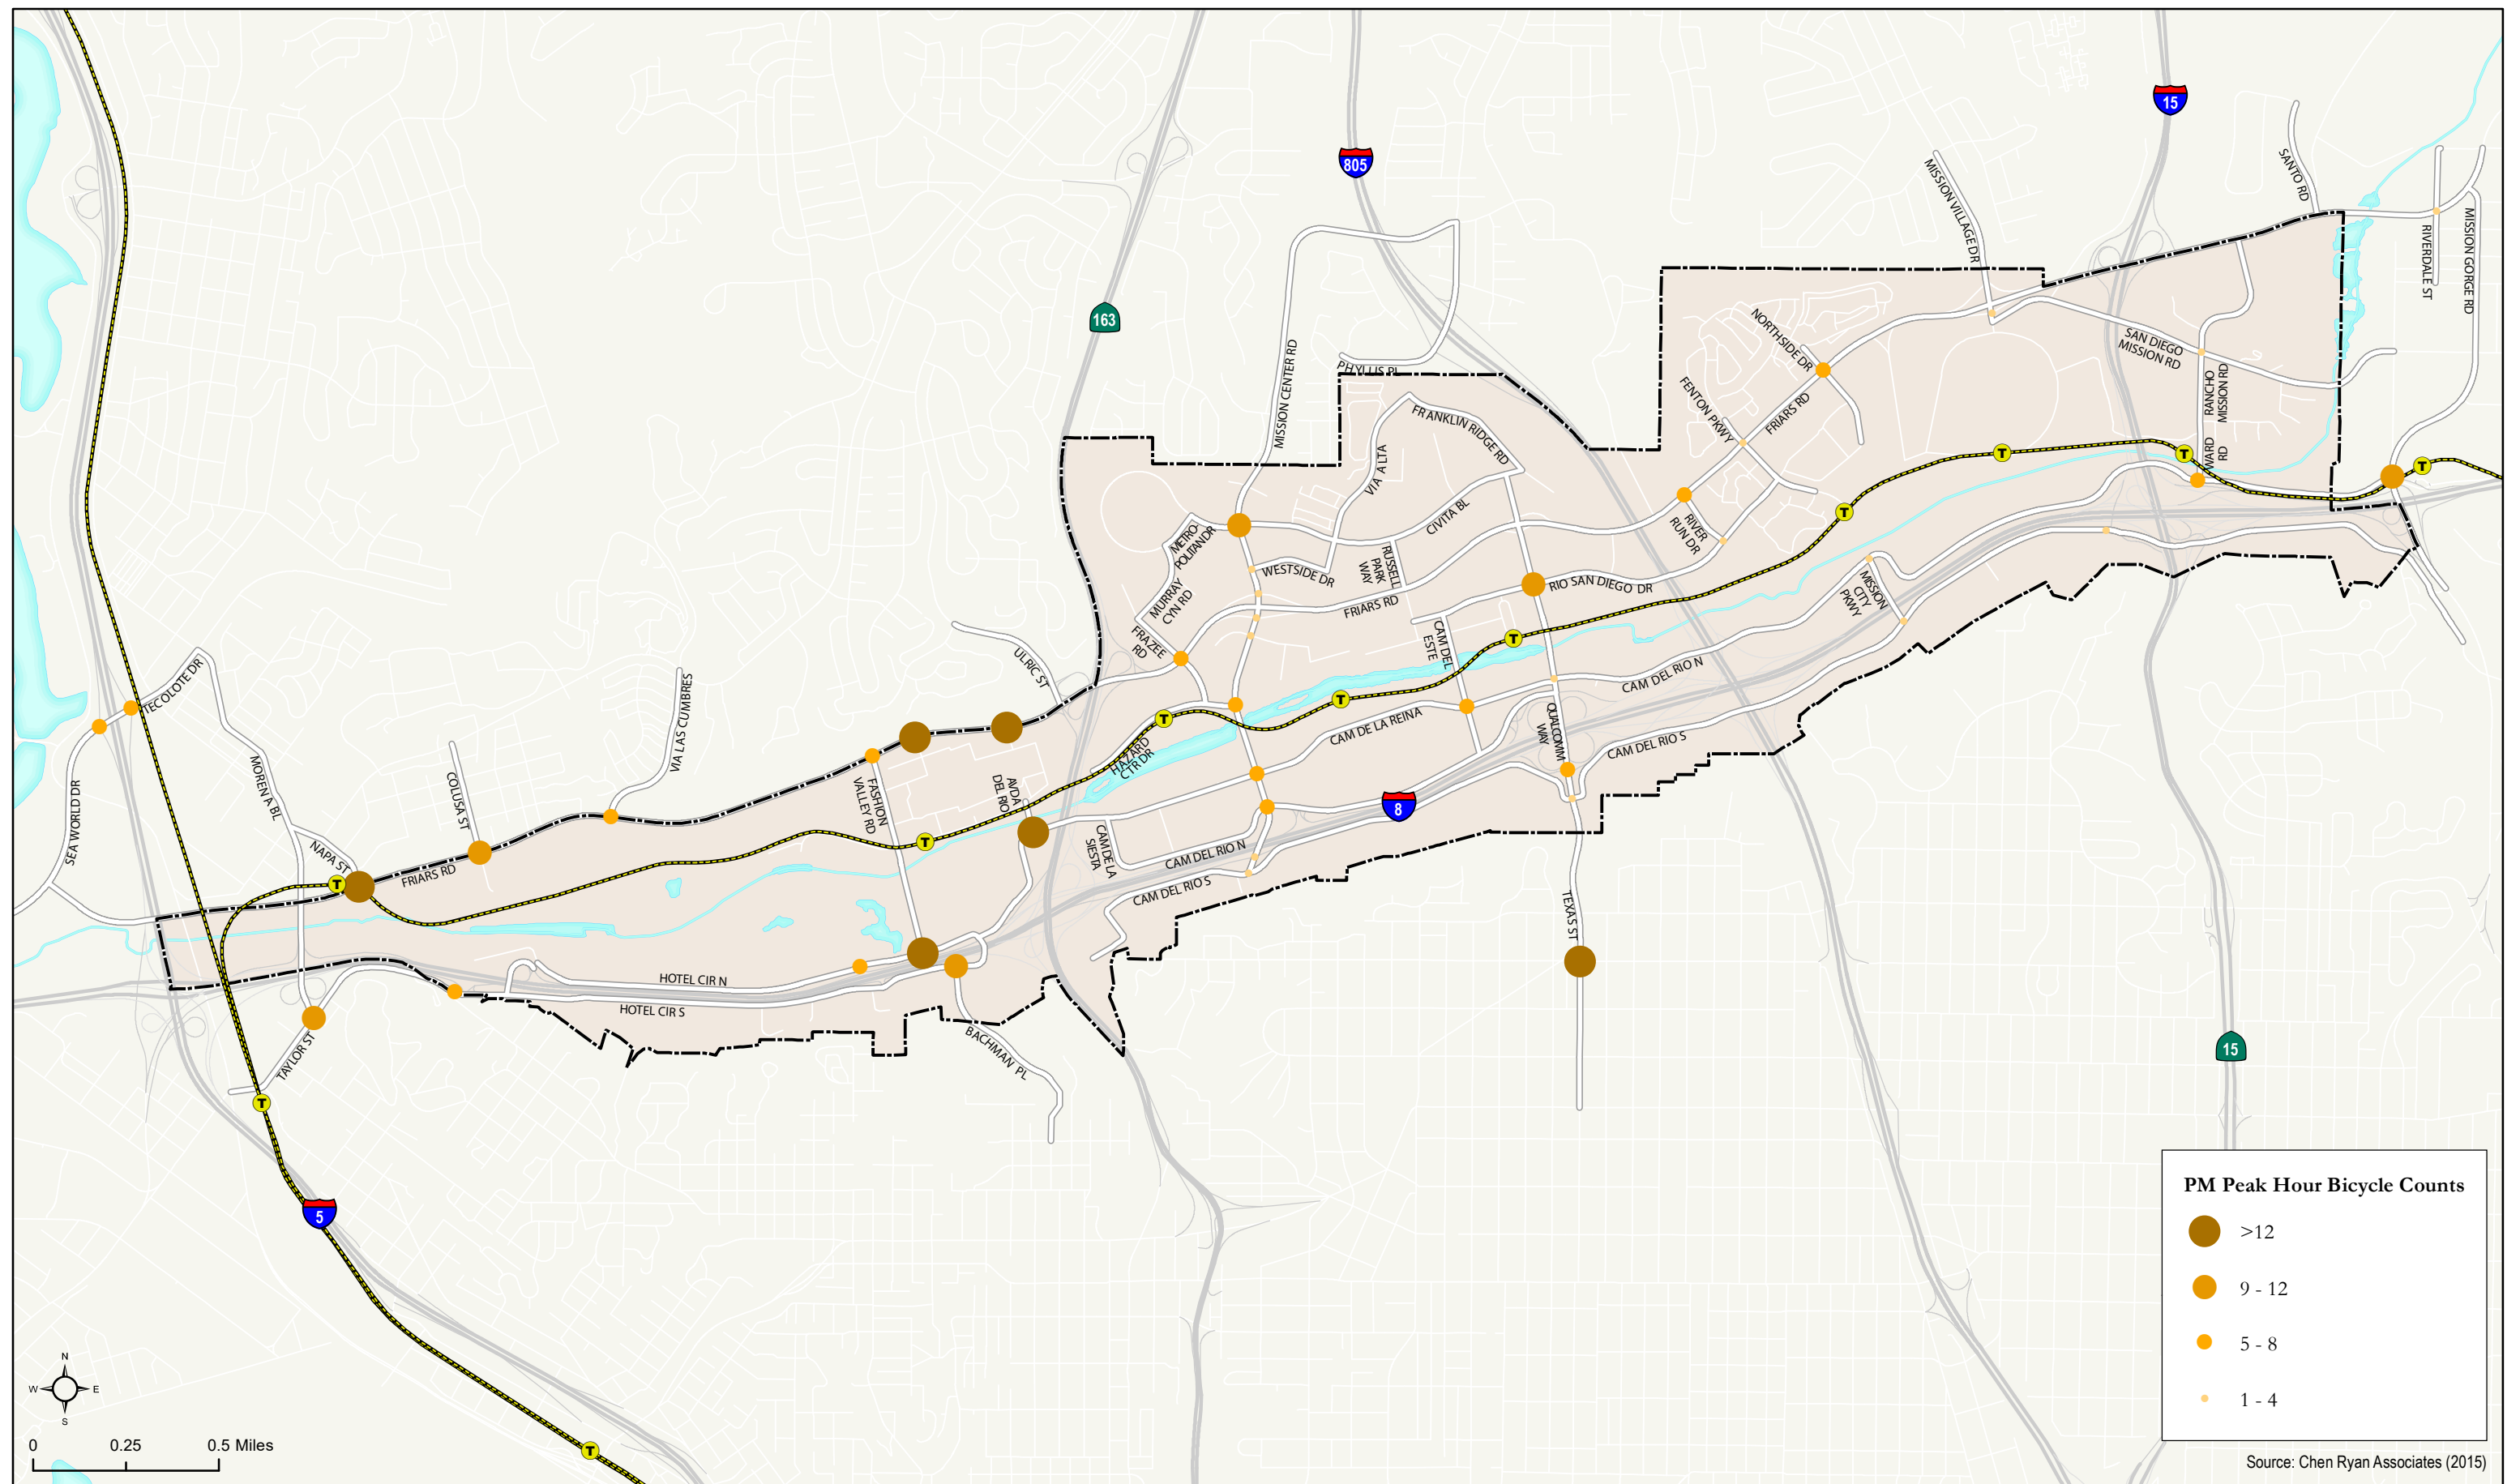 15
805
163
SANTO RD
MISSION VILLAGE DR
RIVERDALE ST
MISSION GORGE RD
NORTHSIDE DR
SAN DIEGO
MISSION RD
MISSION CENTER RD
PHYLLIS PL
FENTON PKWY
FRIARS RD
RANCHO
MISSION RD
FRANKLIN RIDGE RD
VIA ALTA
WARD
RD
T
T
T
T
CIVITA BL
METRO-
POLITAN DR
RIVER
RUN DR
WESTSIDE DR
RUSSELL
PARK
WAY
RIO SAN DIEGO DR
MISSION
CITY
PKWY
MURRAY
CYN RD
FRIARS RD
FRAZEE
RD
CAM DEL
ESTE
T
ULRIC ST
TECOLOTE DR
VIA LAS CUMBRES
CAM DEL RIO N
T
T
CAM DE LA REINA
QUALCOMM
WAY
CAM DEL RIO S
HAZARD
CTR DR
MORENA BL
COLUSA ST
FASHION
VALLEY RD
AVDA
DEL RIO
SEA WORLD DR
8
T
CAM DE LA
SIESTA
CAM DEL RIO N
NAPA ST
T
FRIARS RD
CAM DEL RIO S
TEXAS ST
HOTEL CIR N
HOTEL CIR S
TAYLOR ST
BACHMAN PL
15
T
5
PM Peak Hour Bicycle Counts
>12
9 - 12
5 - 8
1 - 4
N
W E
S
0 0.25 0.5 Miles
T
Source: Chen Ryan Associates (2015)